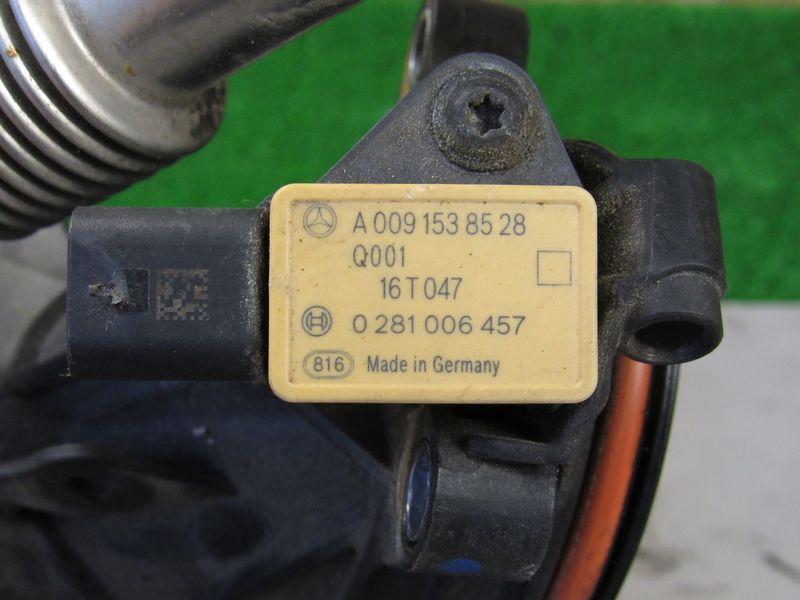 A 009 153 85 28
Q001
16 T 047
0 281 006 457
816 Made in Germany